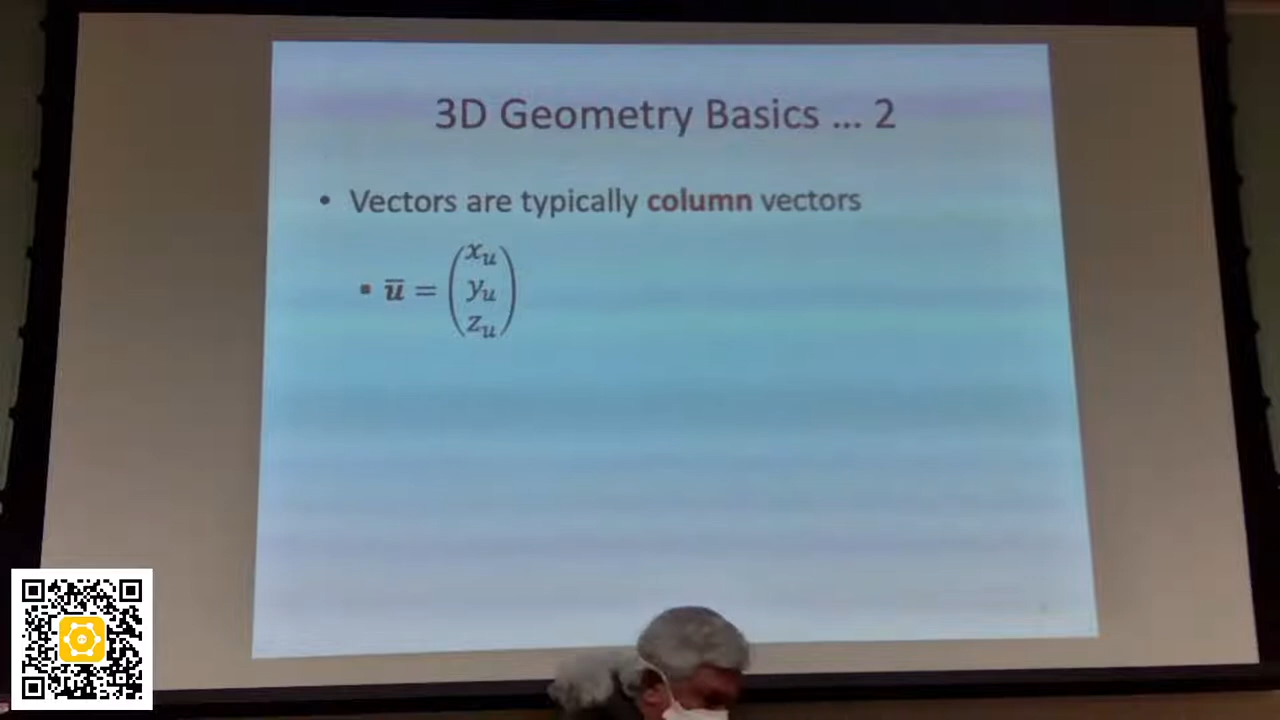 3D Geometry Basics ... 2
• Vectors are typically column vectors
▪ u̅ = (x_u
y_u
z_u)